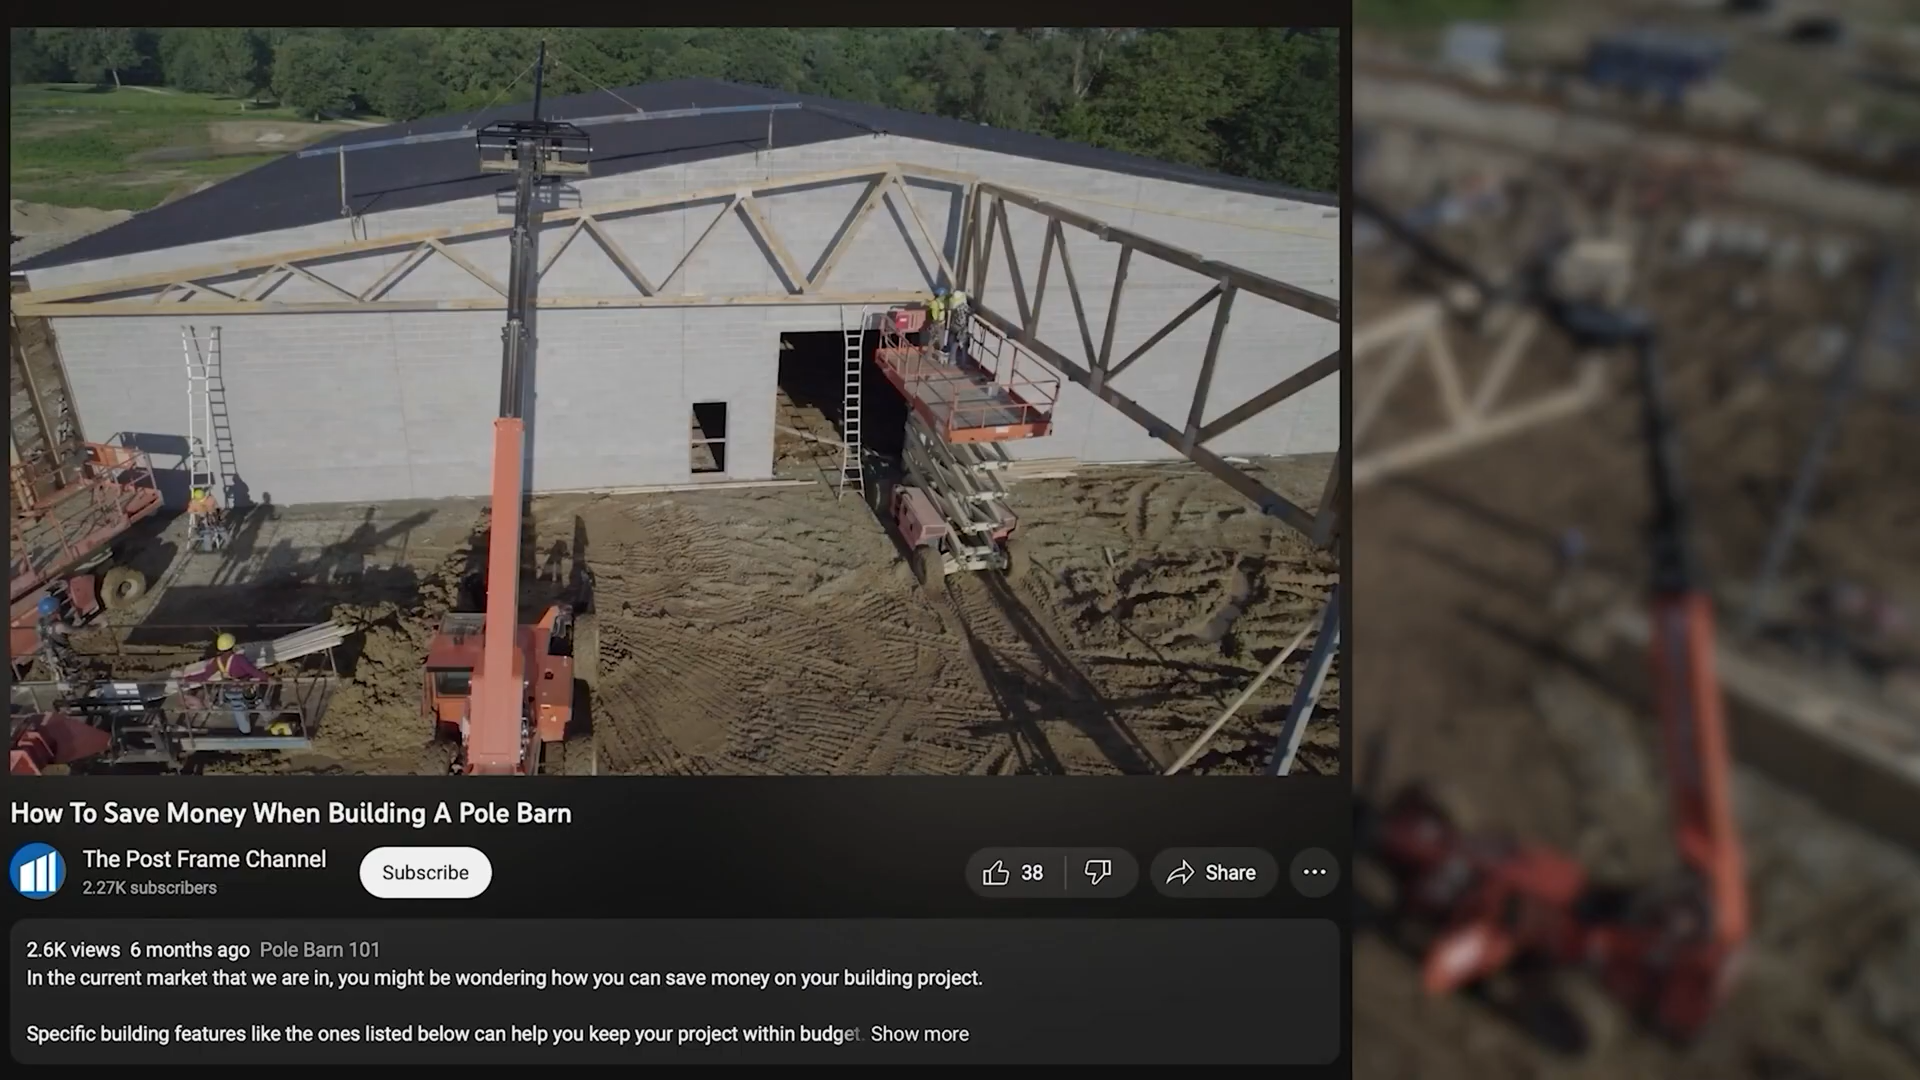 How To Save Money When Building A Pole Barn
The Post Frame Channel
2.27K subscribers
Subscribe
38
Share
2.6K views 6 months ago Pole Barn 101
In the current market that we are in, you might be wondering how you can save money on your building project.
Specific building features like the ones listed below can help you keep your project within budget. Show more